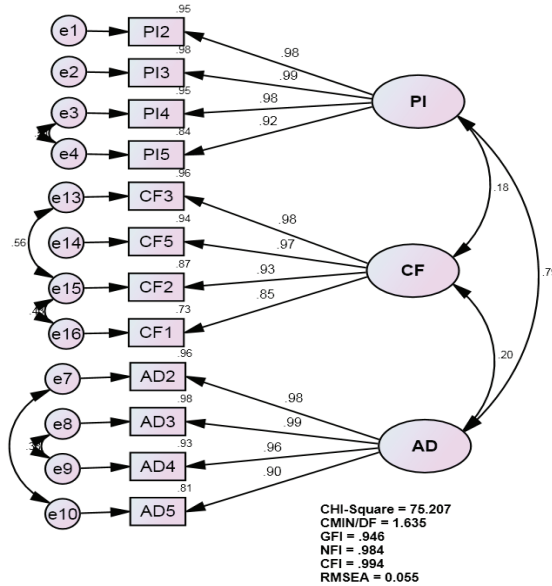 .95
e1 PI2
.98
.98
e2 PI3
.99
.95
e3 PI4
.98
PI
.84
e4 PI5
.92
.96
e13 CF3
.98
.18
.94
e14 CF5
.97
.56
.87
e15 CF2
.93
CF
.79
.73
e16 CF1
.85
.96
e7 AD2
.98
.20
.98
e8 AD3
.99
.93
e9 AD4
.96
AD
.81
e10 AD5
.90
CHI-Square = 75.207
CMIN/DF = 1.635
GFI = .946
NFI = .984
CFI = .994
RMSEA = 0.055